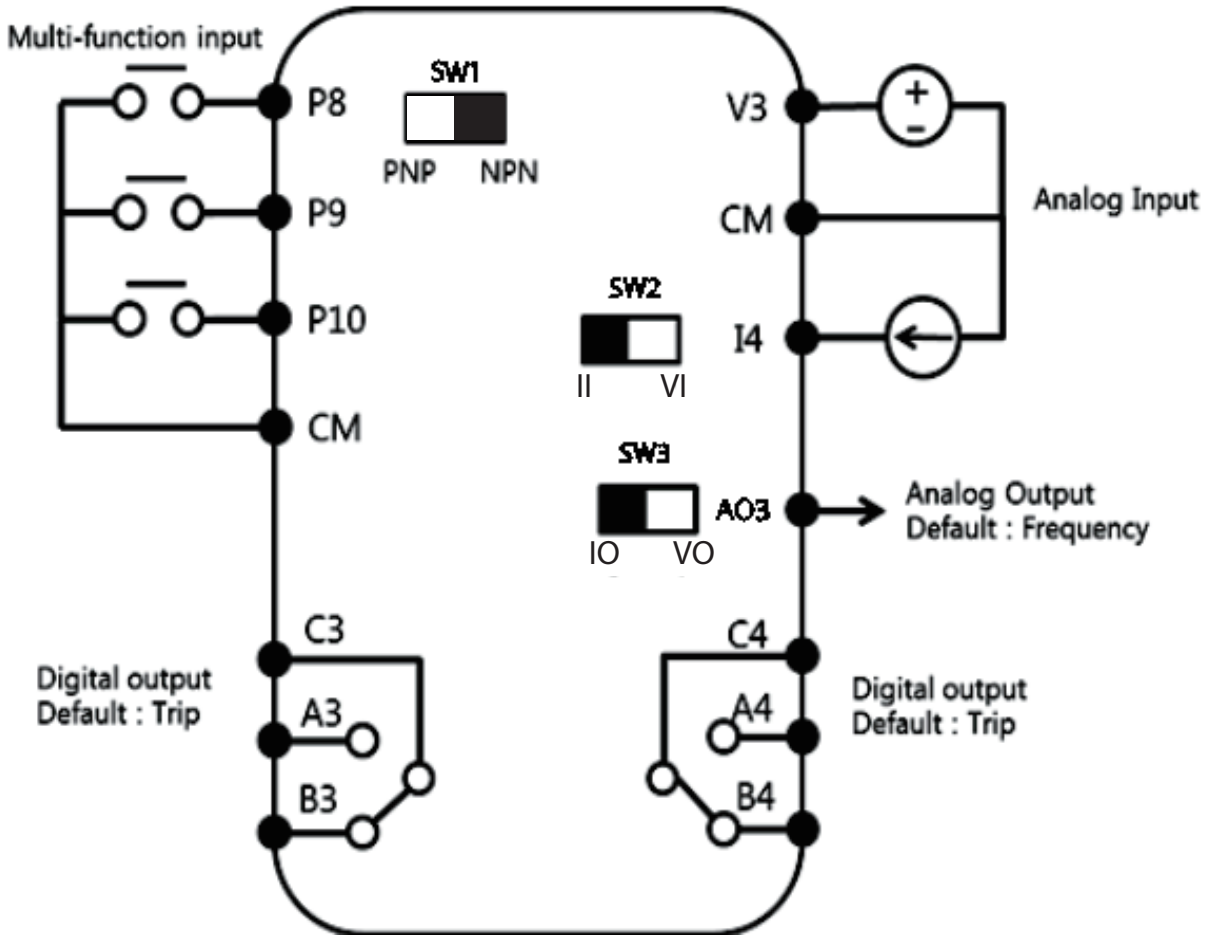 Multi-function input
P8
P9
P10
CM
SW1
PNP NPN
V3
CM
I4
Analog Input
SW2
II VI
SW3
IO VO
AO3
Analog Output
Default : Frequency
C3
A3
B3
Digital output
Default : Trip
C4
A4
B4
Digital output
Default : Trip